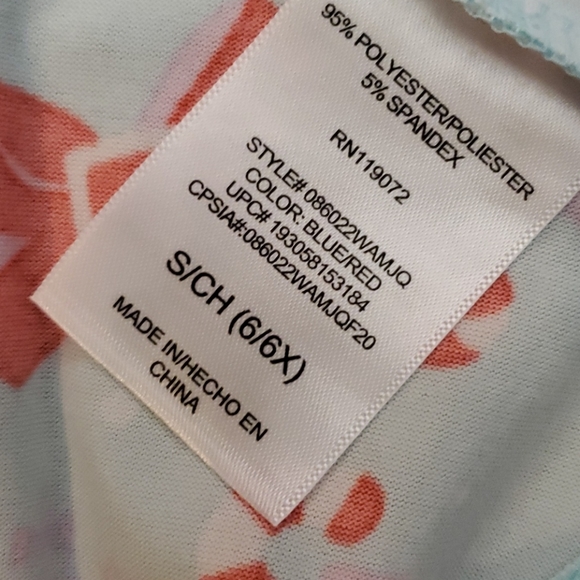 95% POLYESTER/POLIESTER
5% SPANDEX
RN119072
STYLE# 086022WAMJQ
COLOR: BLUE/RED
UPC# 193058153184
CPSIA#:086022WAMJQF20
S/CH (6/6X)
MADE IN/HECHO EN
CHINA